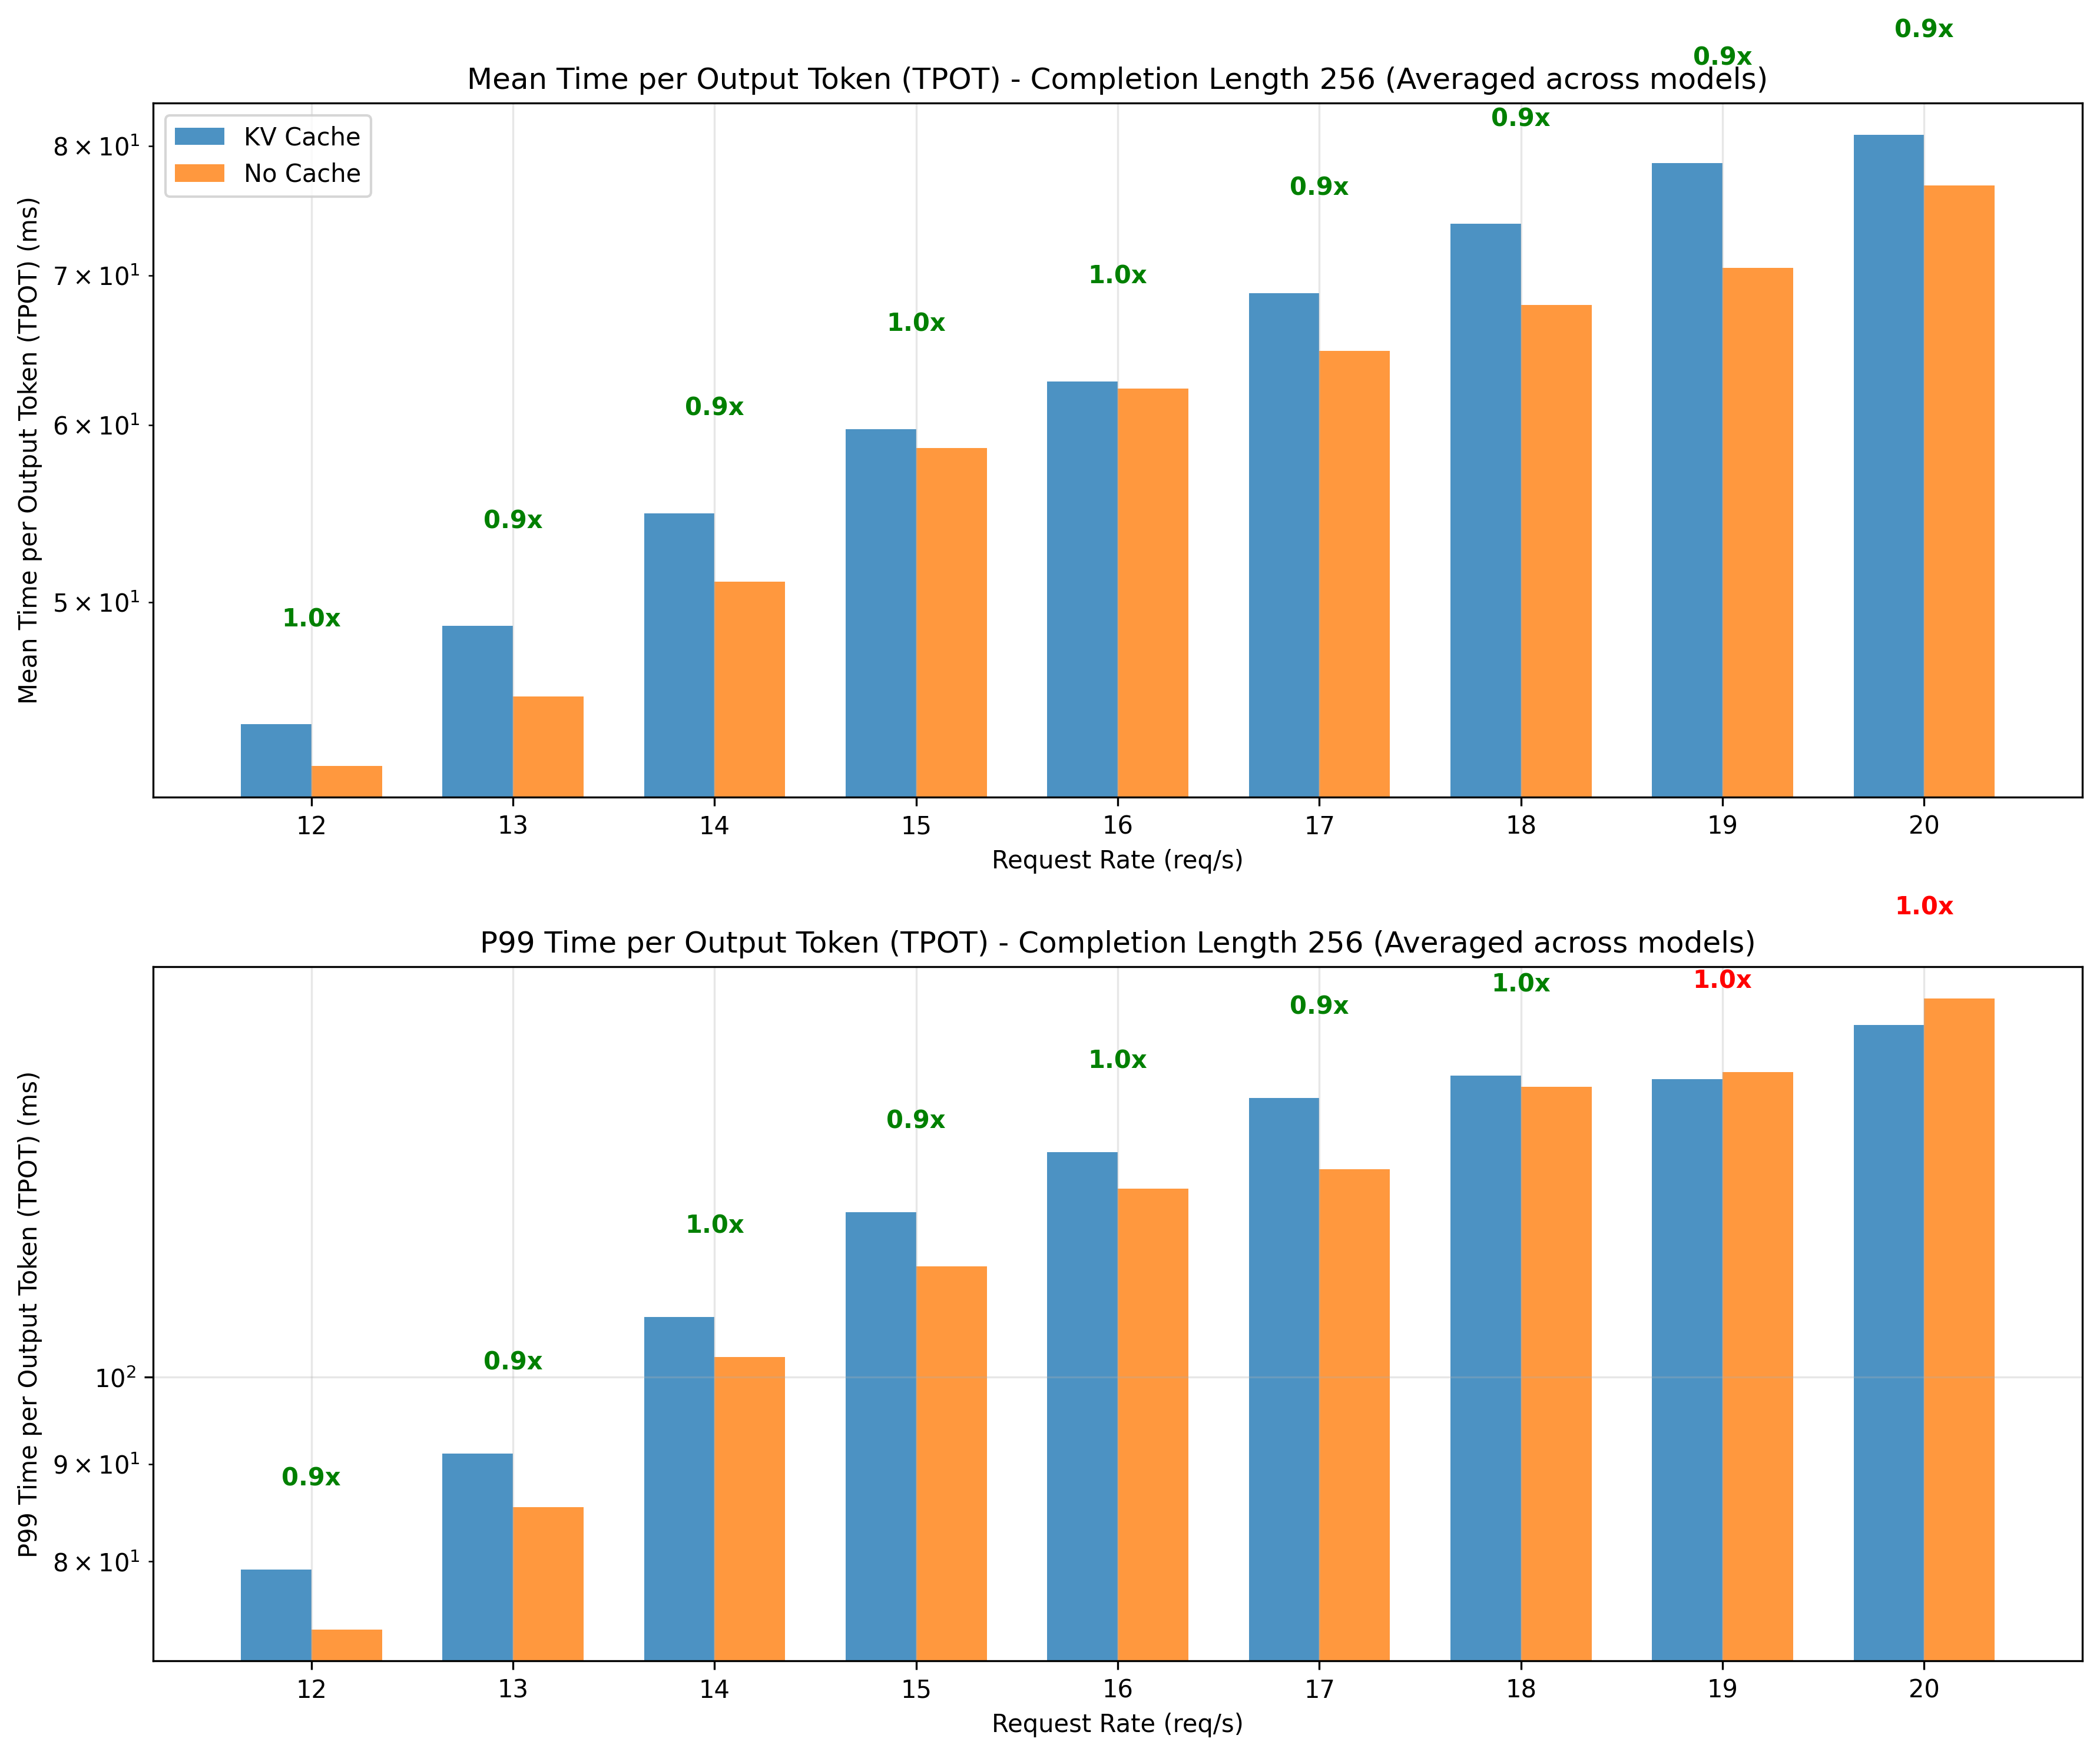 0.9x
0.9x
Mean Time per Output Token (TPOT) - Completion Length 256 (Averaged across models)
0.9x
KV Cache
No Cache
8 × 10¹
0.9x
7 × 10¹
1.0x
1.0x
6 × 10¹
0.9x
0.9x
5 × 10¹
1.0x
Mean Time per Output Token (TPOT) (ms)
12 13 14 15 16 17 18 19 20
Request Rate (req/s)
1.0x
P99 Time per Output Token (TPOT) - Completion Length 256 (Averaged across models)
1.0x
1.0x
0.9x
1.0x
0.9x
1.0x
0.9x
10²
9 × 10¹
0.9x
8 × 10¹
P99 Time per Output Token (TPOT) (ms)
12 13 14 15 16 17 18 19 20
Request Rate (req/s)